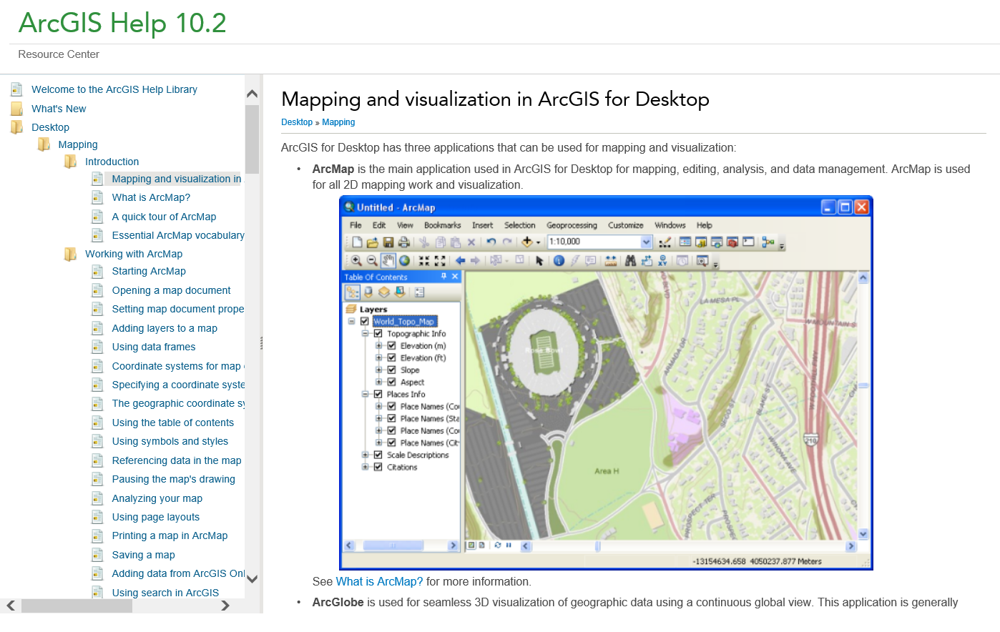 ArcGIS Help 10.2
Resource Center
Welcome to the ArcGIS Help Library
What's New
Desktop
Mapping
Introduction
Mapping and visualization in
What is ArcMap?
A quick tour of ArcMap
Essential ArcMap vocabulary
Working with ArcMap
Starting ArcMap
Opening a map document
Setting map document prope
Adding layers to a map
Using data frames
Coordinate systems for map
Specifying a coordinate syste
The geographic coordinate sy
Using the table of contents
Using symbols and styles
Referencing data in the map
Pausing the map's drawing
Analyzing your map
Using page layouts
Printing a map in ArcMap
Saving a map
Adding data from ArcGIS Onl
Using search in ArcGIS
Mapping and visualization in ArcGIS for Desktop
Desktop » Mapping
ArcGIS for Desktop has three applications that can be used for mapping and visualization:
• ArcMap is the main application used in ArcGIS for Desktop for mapping, editing, analysis, and data management. ArcMap is used
for all 2D mapping work and visualization.
Untitled - ArcMap
File Edit View Bookmarks Insert Selection Geoprocessing Customize Windows Help
1:10,000
Table Of Contents
Layers
World_Topo_Map
Topographic Info
Elevation (m)
Elevation (ft)
Slope
Aspect
Places Info
Place Names (Co
Place Names (Sta
Place Names (Co
Place Names (Cit
Scale Descriptions
Citations
Rose Bowl
LA MESA PL
W MOUNTAIN S
ARMADA DR
W FOOTHILL FWY
BLAKE ST
SCOTT ST
WINONA AVE
210
Area H
PROSPECT TER
PROSPEC
-13154634.658 4050237.877 Meters
See What is ArcMap? for more information.
• ArcGlobe is used for seamless 3D visualization of geographic data using a continuous global view. This application is generally